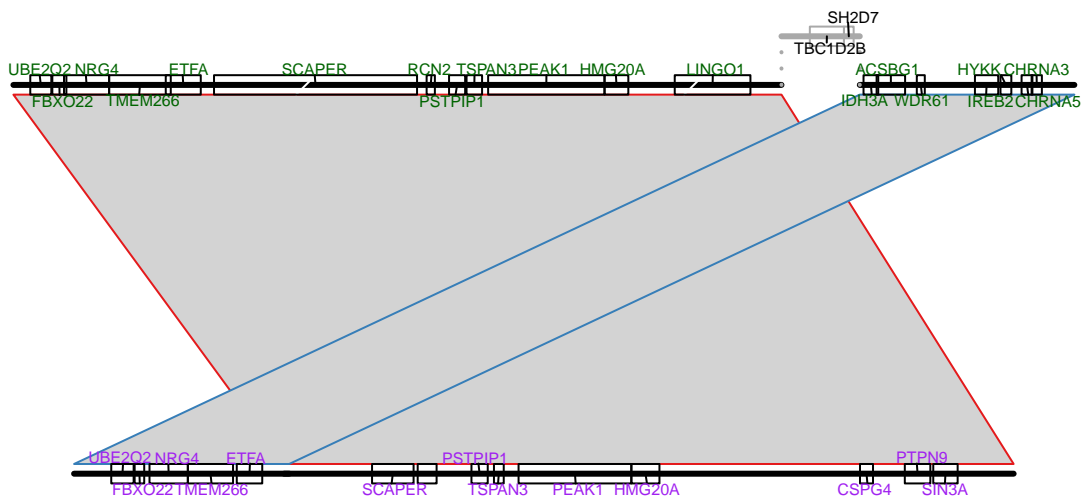 SH2D7
TBC1D2B
UBE2Q2 NRG4 ETFA SCAPER RCN2 TSPAN3 PEAK1 HMG20A LINGO1 ACSBG1 HYKK CHRNA3
FBXO22 TMEM266 PSTPIP1 IDH3A WDR61 IREB2 CHRNA5
UBE2Q2 NRG4 ETFA PSTPIP1 PTPN9
FBXO22 TMEM266 SCAPER TSPAN3 PEAK1 HMG20A CSPG4 SIN3A